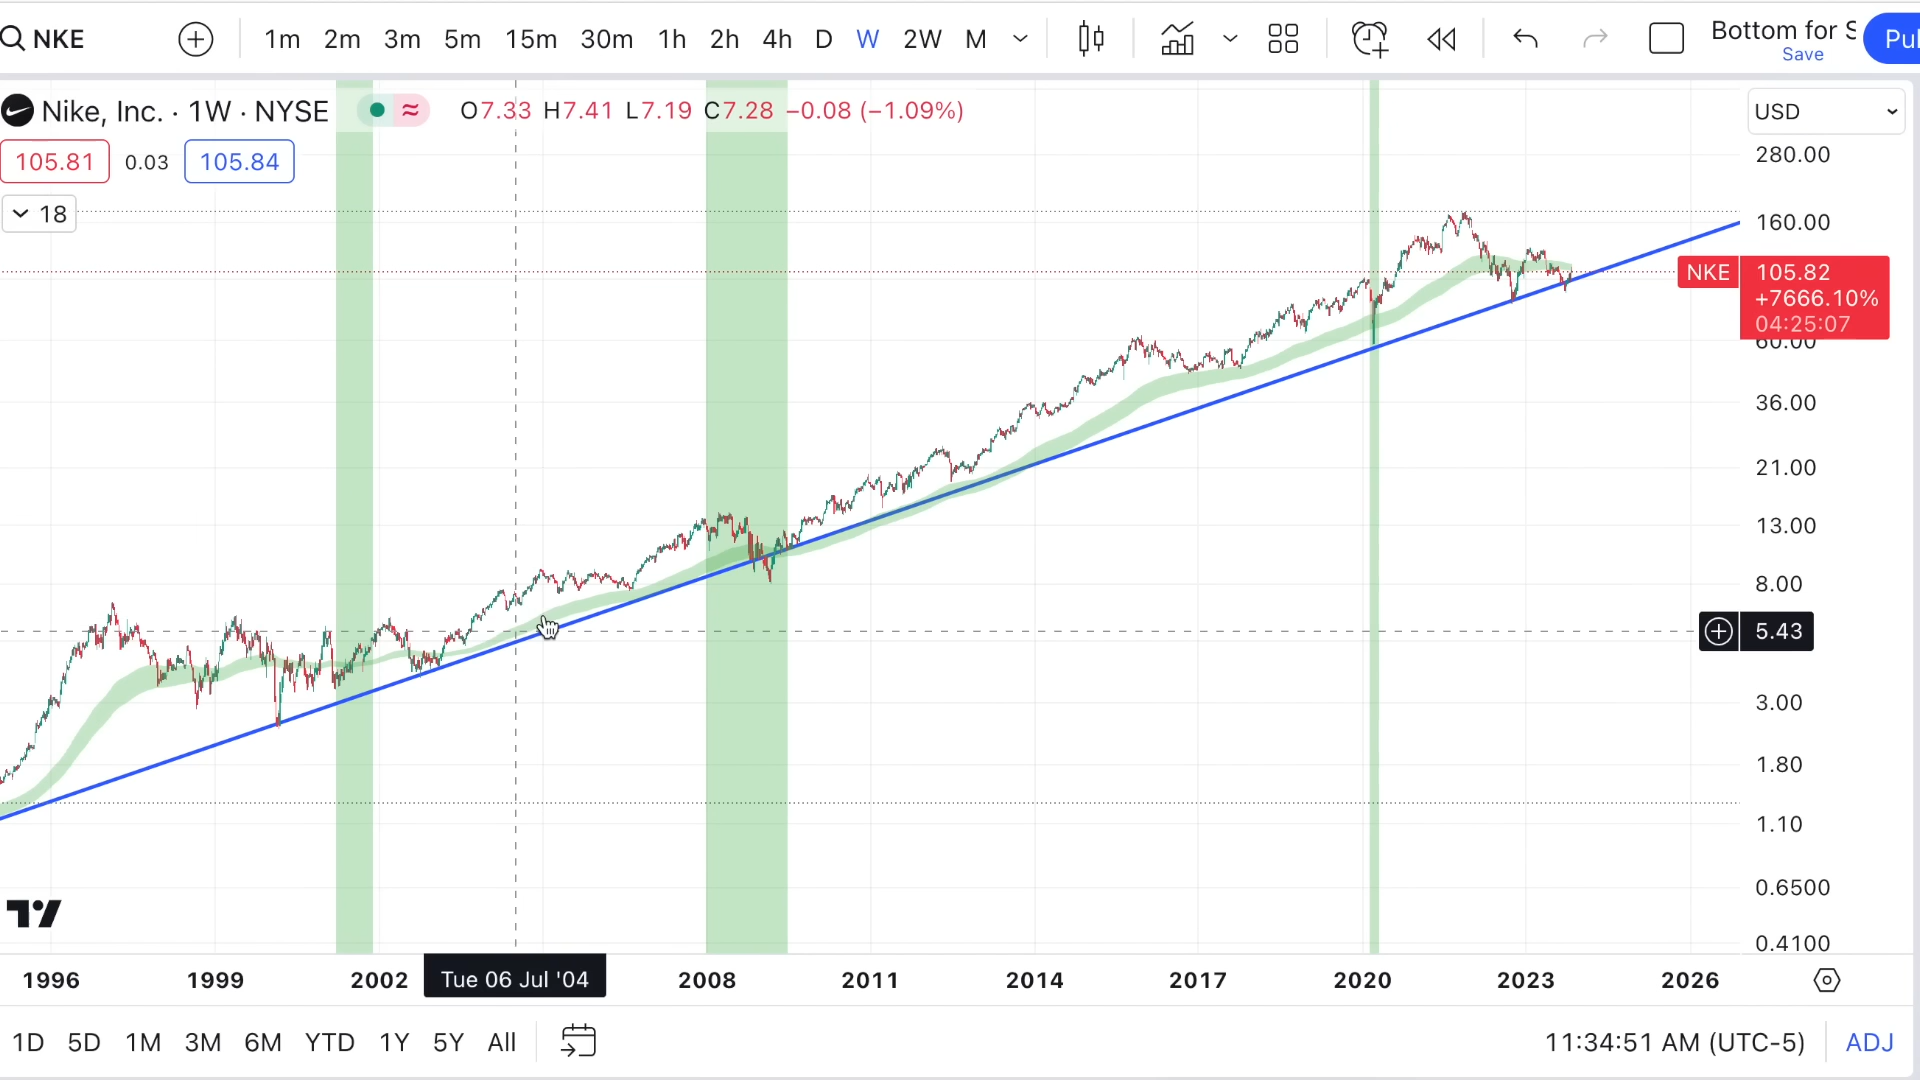 NKE 1m 2m 3m 5m 15m 30m 1h 2h 4h D W 2W M Bottom for S
Save
Pul
Nike, Inc. · 1W · NYSE O7.33 H7.41 L7.19 C7.28 −0.08 (−1.09%)
USD
105.81 0.03 105.84
18
280.00
160.00
NKE 105.82
+7666.10%
04:25:07
60.00
36.00
21.00
13.00
8.00
5.43
3.00
1.80
1.10
0.6500
0.4100
1996 1999 2002 Tue 06 Jul '04 2008 2011 2014 2017 2020 2023 2026
1D 5D 1M 3M 6M YTD 1Y 5Y All 11:34:51 AM (UTC-5) ADJ